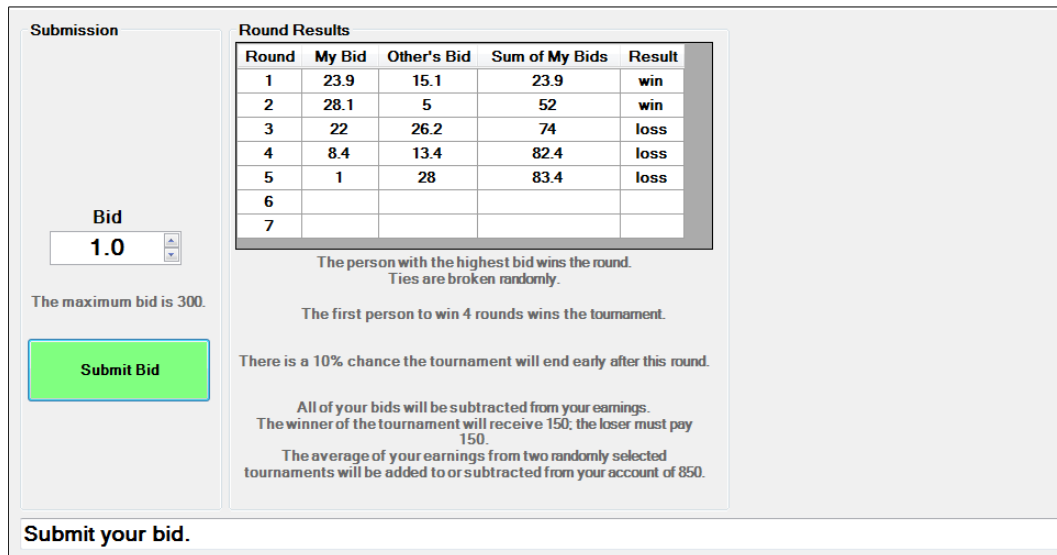 Submission
Round Results
Round My Bid Other's Bid Sum of My Bids Result
1 23.9 15.1 23.9 win
2 28.1 5 52 win
3 22 26.2 74 loss
4 8.4 13.4 82.4 loss
5 1 28 83.4 loss
6
7
Bid
1.0
The maximum bid is 300.
Submit Bid
The person with the highest bid wins the round.
Ties are broken randomly.
The first person to win 4 rounds wins the tournament.
There is a 10% chance the tournament will end early after this round.
All of your bids will be subtracted from your earnings.
The winner of the tournament will receive 150; the loser must pay
150.
The average of your earnings from two randomly selected
tournaments will be added to or subtracted from your account of 850.
Submit your bid.